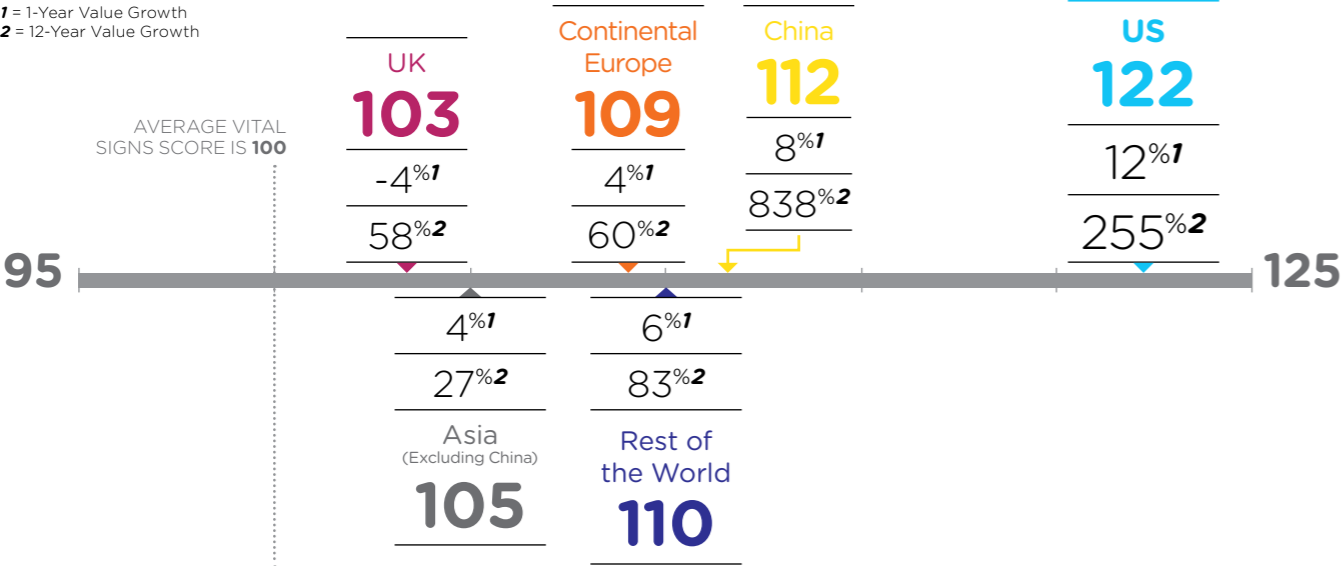 1 = 1-Year Value Growth
2 = 12-Year Value Growth
AVERAGE VITAL
SIGNS SCORE IS 100
UK
103
-4%1
58%2
Continental
Europe
109
4%1
60%2
China
112
8%1
838%2
US
122
12%1
255%2
95
125
4%1
27%2
Asia
(Excluding China)
105
6%1
83%2
Rest of
the World
110